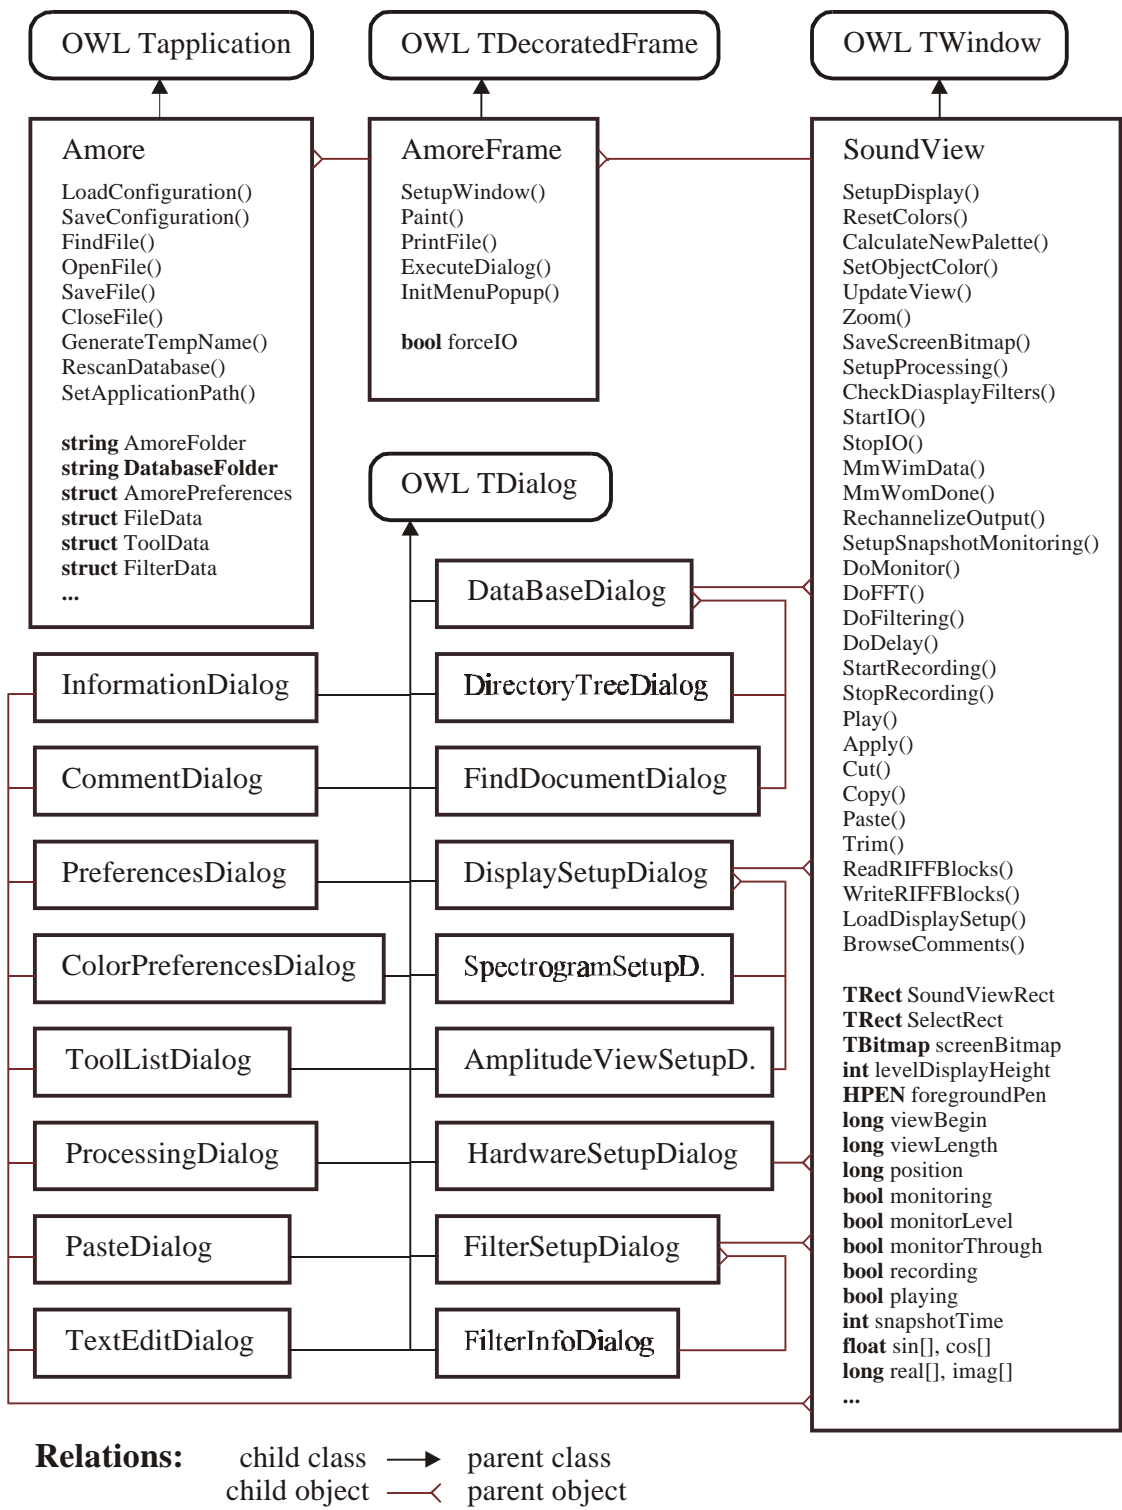 OWL Tapplication
OWL TDecoratedFrame
OWL TWindow
Amore
LoadConfiguration()
SaveConfiguration()
FindFile()
OpenFile()
SaveFile()
CloseFile()
GenerateTempName()
RescanDatabase()
SetApplicationPath()
string AmoreFolder
string DatabaseFolder
struct AmorePreferences
struct FileData
struct ToolData
struct FilterData
...
AmoreFrame
SetupWindow()
Paint()
PrintFile()
ExecuteDialog()
InitMenuPopup()
bool forceIO
SoundView
SetupDisplay()
ResetColors()
CalculateNewPalette()
SetObjectColor()
UpdateView()
Zoom()
SaveScreenBitmap()
SetupProcessing()
CheckDiasplayFilters()
StartIO()
StopIO()
MmWimData()
MmWomDone()
RechannelizeOutput()
SetupSnapshotMonitoring()
DoMonitor()
DoFFT()
DoFiltering()
DoDelay()
StartRecording()
StopRecording()
Play()
Apply()
Cut()
Copy()
Paste()
Trim()
ReadRIFFBlocks()
WriteRIFFBlocks()
LoadDisplaySetup()
BrowseComments()
TRect SoundViewRect
TRect SelectRect
TBitmap screenBitmap
int levelDisplayHeight
HPEN foregroundPen
long viewBegin
long viewLength
long position
bool monitoring
bool monitorLevel
bool monitorThrough
bool recording
bool playing
int snapshotTime
float sin[], cos[]
long real[], imag[]
...
OWL TDialog
DataBaseDialog
InformationDialog
DirectoryTreeDialog
CommentDialog
FindDocumentDialog
PreferencesDialog
DisplaySetupDialog
ColorPreferencesDialog
SpectrogramSetupD.
ToolListDialog
AmplitudeViewSetupD.
ProcessingDialog
HardwareSetupDialog
PasteDialog
FilterSetupDialog
TextEditDialog
FilterInfoDialog
Relations:
child class parent class
child object parent object